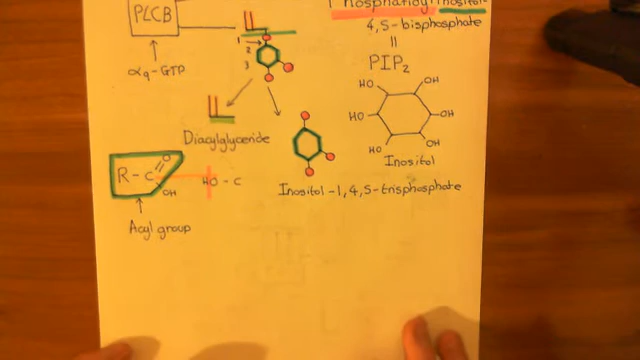 PLCB
αq-GTP
1
2
3
Phosphatidylinositol-
4,5-bisphosphate
=
PIP2
HO
OH
HO
OH
HO
OH
Inositol
Diacylglyceride
Inositol-1,4,5-trisphosphate
R-C
O
OH
HO-C
Acyl group